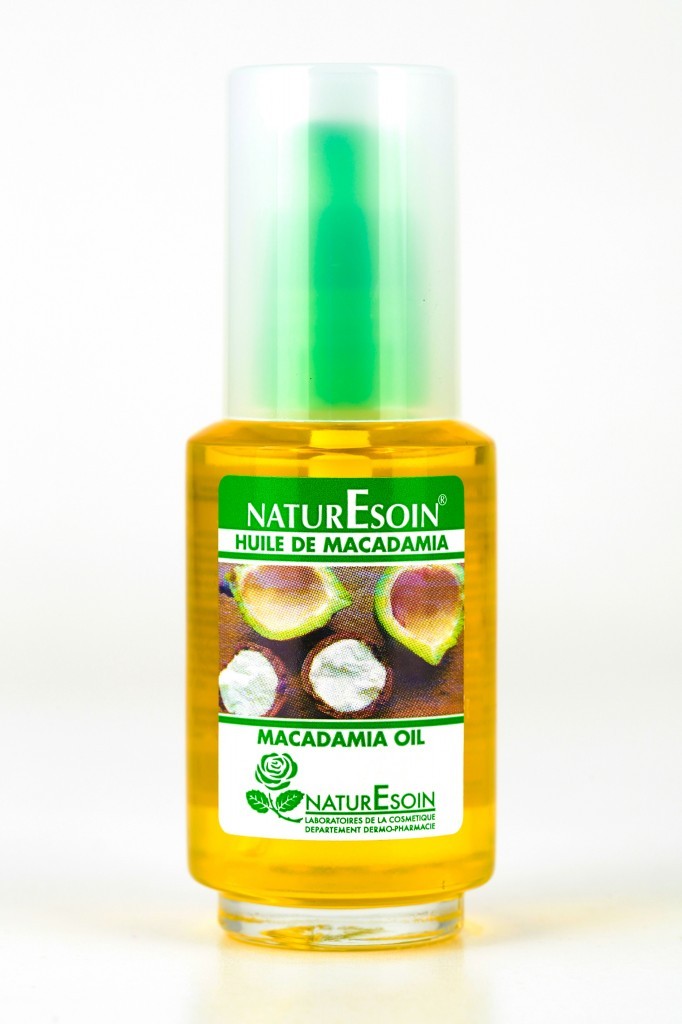 NATURESOIN®
HUILE DE MACADAMIA
MACADAMIA OIL
NATURESOIN
LABORATOIRES DE LA COSMETIQUE
DEPARTEMENT DERMO-PHARMACIE